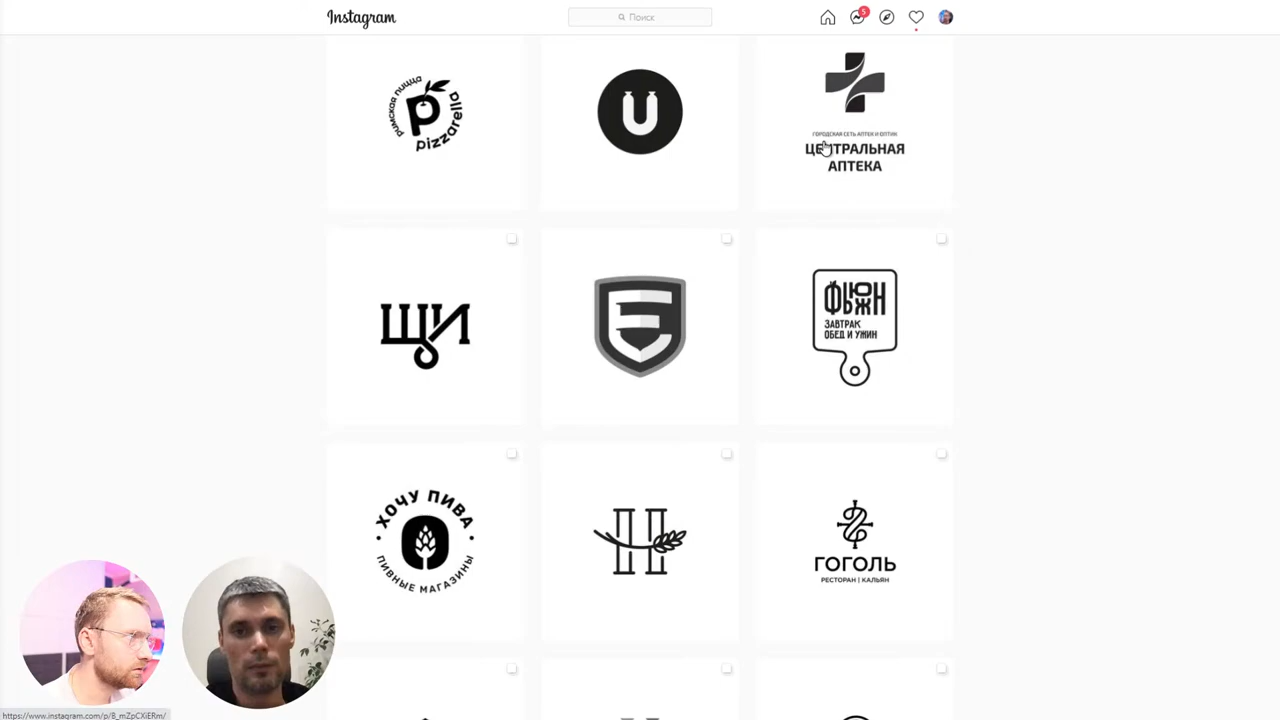 Instagram
Поиск
5
римская пицца
P
pizzarella
U
ГОРОДСКАЯ СЕТЬ АПТЕК И ОПТИК
ЦЕНТРАЛЬНАЯ
АПТЕКА
ЩИ
E
ФЬЮЖН
ЗАВТРАК
ОБЕД И УЖИН
ХОЧУ ПИВА
ПИВНЫЕ МАГАЗИНЫ
H
ГОГОЛЬ
РЕСТОРАН | КАЛЬЯН
https://www.instagram.com/p/B_mZpCXiERm/